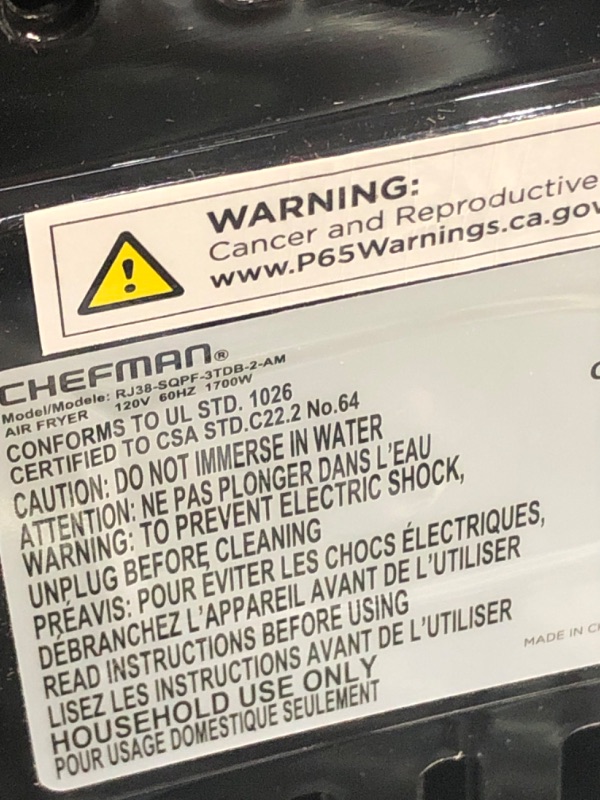 WARNING:
Cancer and Reproductive
www.P65Warnings.ca.gov
CHEFMAN®
Model/Modele: RJ38-SQPF-3TDB-2-AM
AIR FRYER 120V 60HZ 1700W
CONFORMS TO UL STD. 1026
CERTIFIED TO CSA STD.C22.2 No.64
CAUTION: DO NOT IMMERSE IN WATER
ATTENTION: NE PAS PLONGER DANS L'EAU
WARNING: TO PREVENT ELECTRIC SHOCK,
UNPLUG BEFORE CLEANING
PRÉAVIS: POUR ÉVITER LES CHOCS ÉLECTRIQUES,
DÉBRANCHEZ L'APPAREIL AVANT DE L'UTILISER
READ INSTRUCTIONS BEFORE USING
LISEZ LES INSTRUCTIONS AVANT DE L'UTILISER
HOUSEHOLD USE ONLY
POUR USAGE DOMESTIQUE SEULEMENT
MADE IN